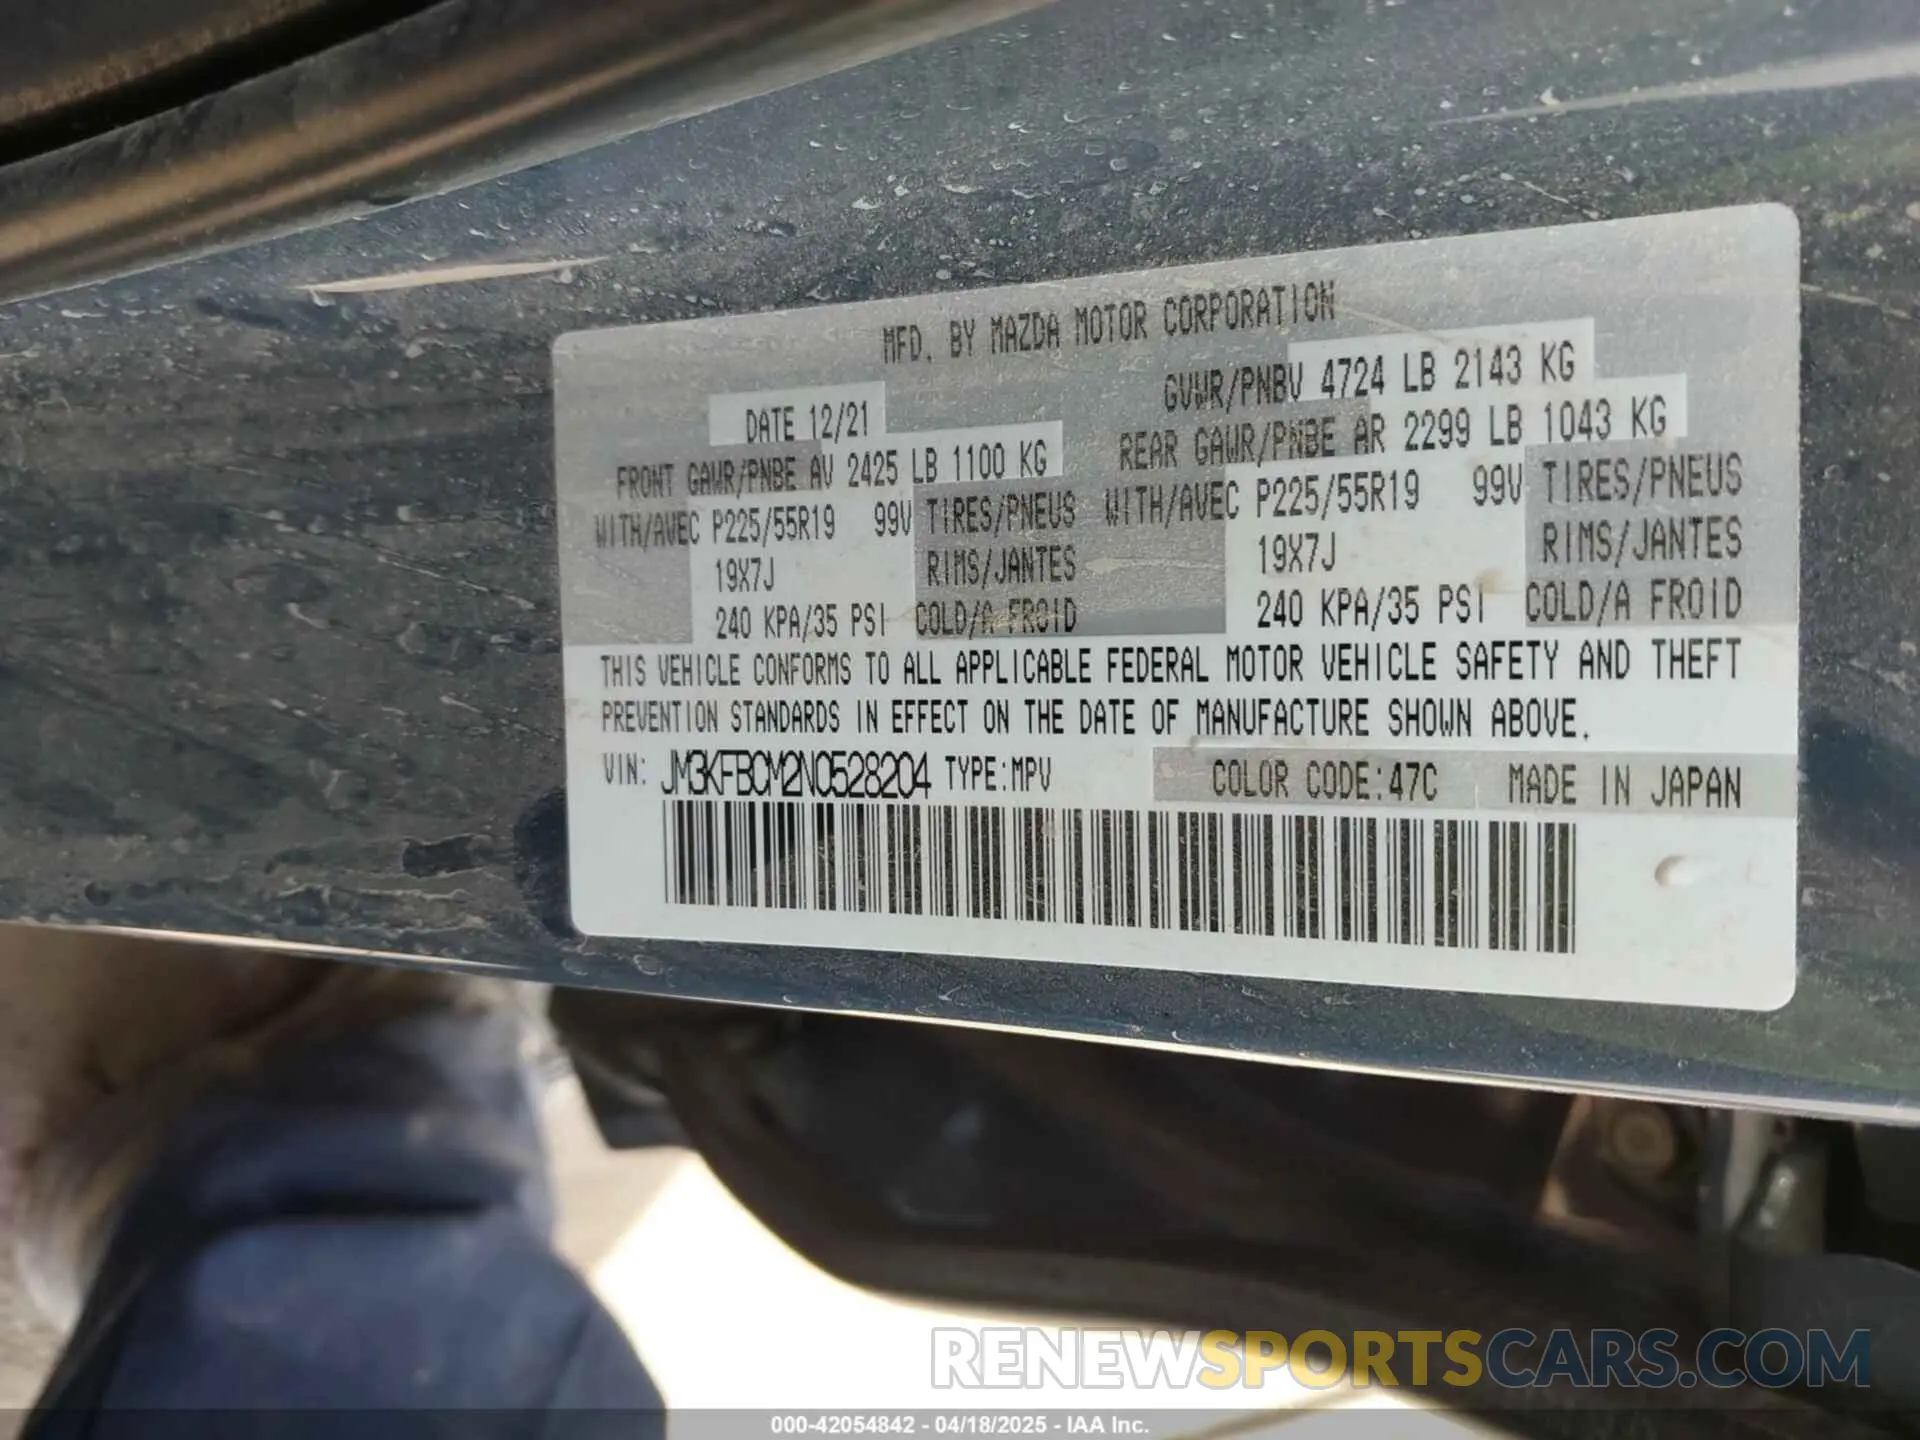 MFD. BY MAZDA MOTOR CORPORATION
DATE 12/21
GVWR/PNBV 4724 LB 2143 KG
FRONT GAWR/PNBE AV 2425 LB 1100 KG
REAR GAWR/PNBE AR 2299 LB 1043 KG
WITH/AVEC P225/55R19 99V TIRES/PNEUS
WITH/AVEC P225/55R19 99V TIRES/PNEUS
19X7J RIMS/JANTES
19X7J RIMS/JANTES
240 KPA/35 PSI COLD/A FROID
240 KPA/35 PSI COLD/A FROID
THIS VEHICLE CONFORMS TO ALL APPLICABLE FEDERAL MOTOR VEHICLE SAFETY AND THEFT
PREVENTION STANDARDS IN EFFECT ON THE DATE OF MANUFACTURE SHOWN ABOVE.
VIN: JM3KFBCM2N0528204 TYPE:MPV COLOR CODE:47C MADE IN JAPAN
RENEWSPORTSCARS.COM
000-42054842 - 04/18/2025 - IAA Inc.